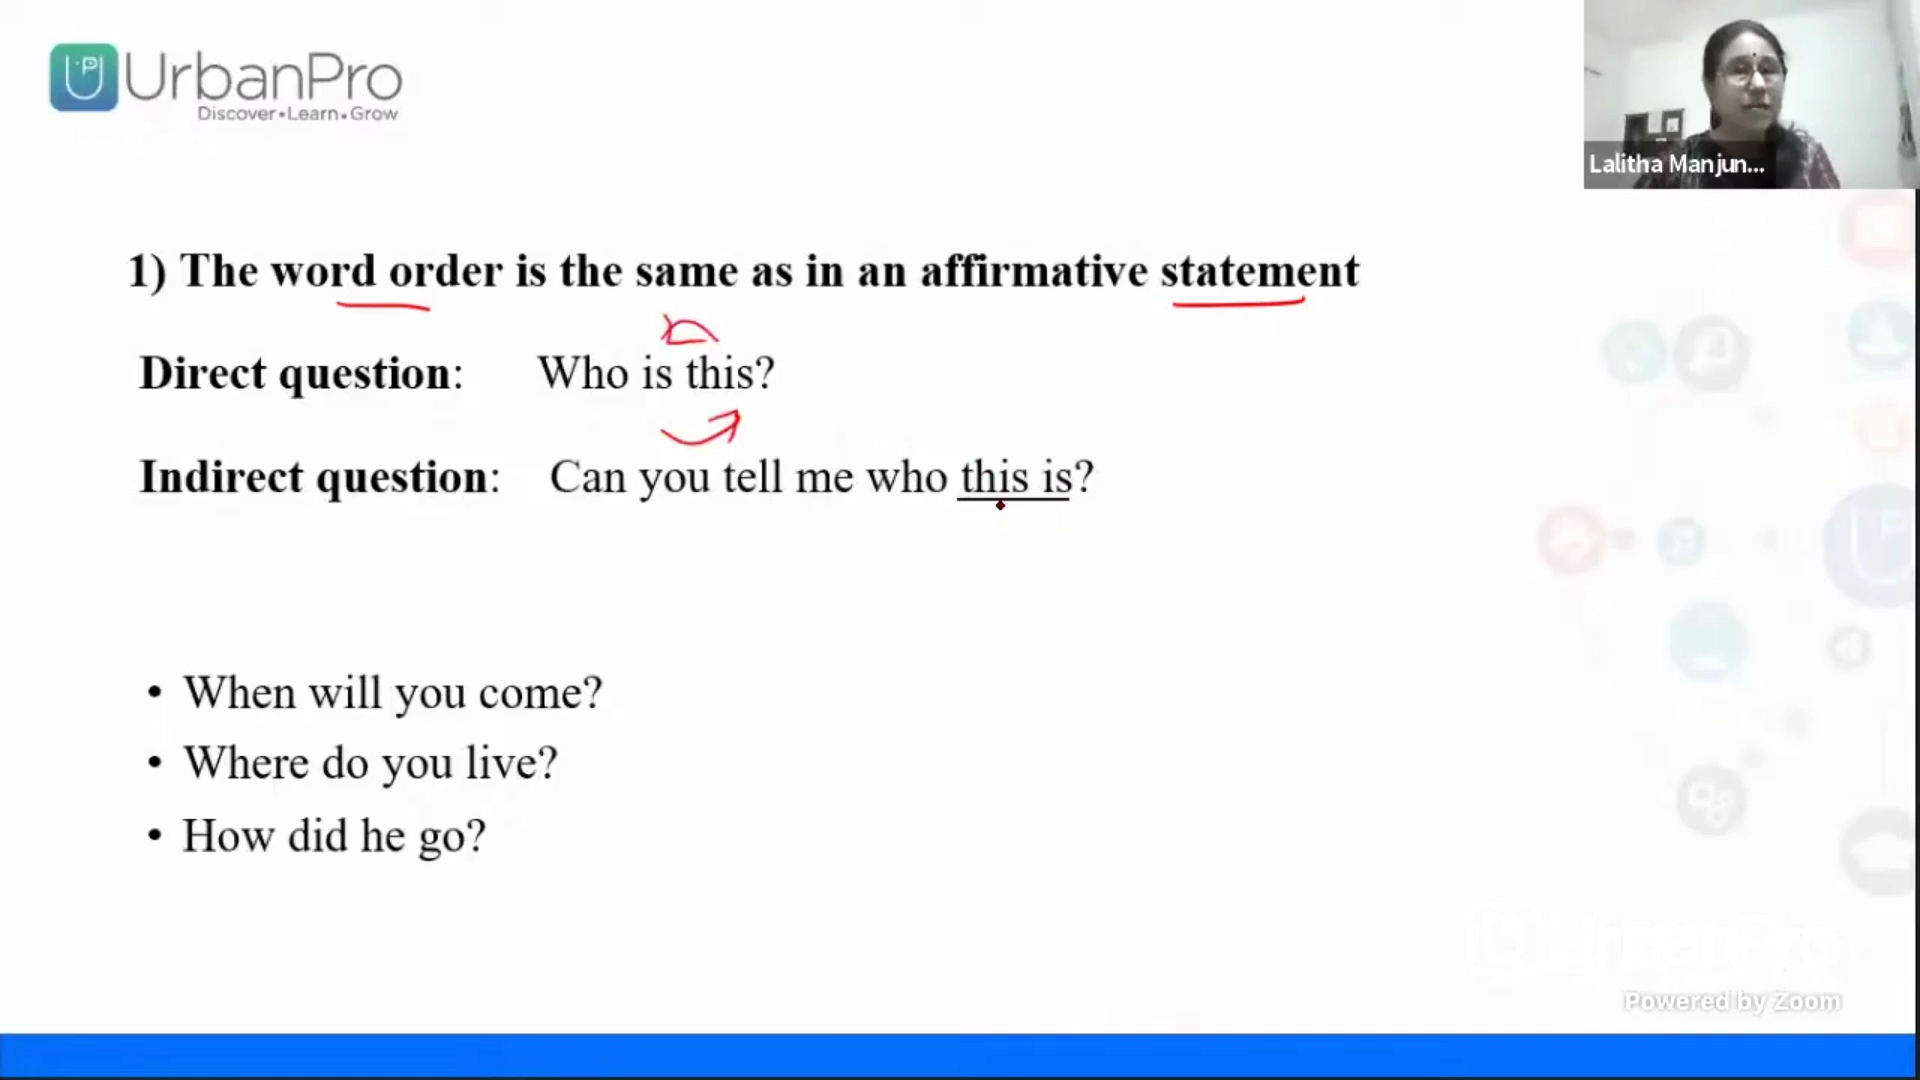 UrbanPro
Discover • Learn • Grow
Lalitha Manjun...
1) The word order is the same as in an affirmative statement
Direct question: Who is this?
Indirect question: Can you tell me who this is?
• When will you come?
• Where do you live?
• How did he go?
UrbanPro
Powered by Zoom